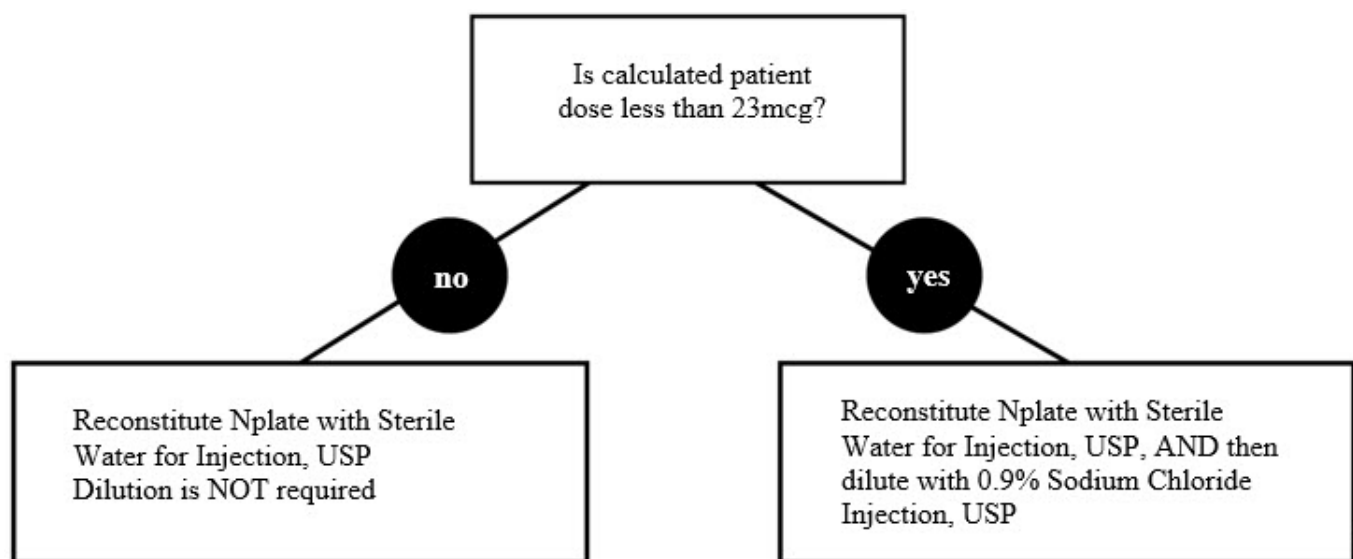 Is calculated patient
dose less than 23mcg?
no
yes
Reconstitute Nplate with Sterile
Water for Injection, USP
Dilution is NOT required
Reconstitute Nplate with Sterile
Water for Injection, USP, AND then
dilute with 0.9% Sodium Chloride
Injection, USP